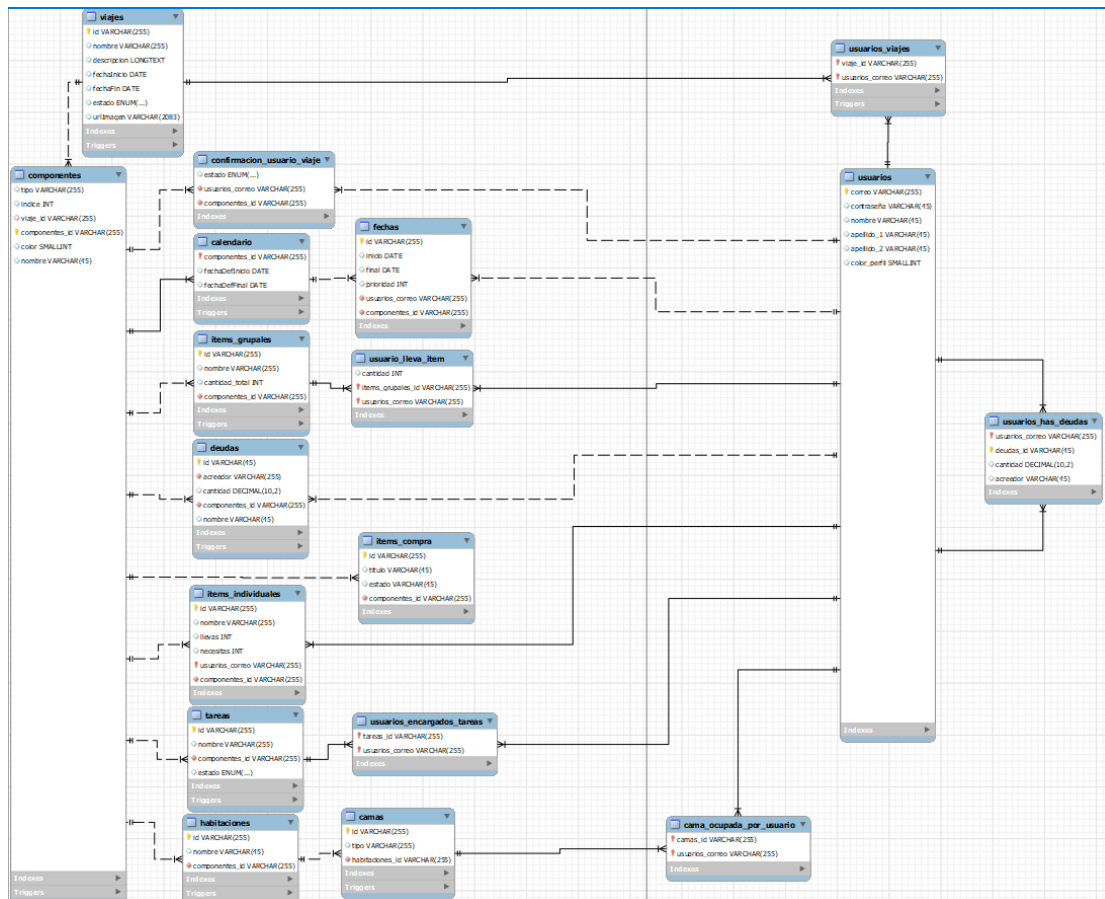 viajes
id VARCHAR(255)
nombre VARCHAR(255)
descripcion LONGTEXT
fechaInicio DATE
fechaFin DATE
estado ENUM(...)
urlImagen VARCHAR(2083)
Indexes
Triggers
usuarios_viajes
viaje_id VARCHAR(255)
usuarios_correo VARCHAR(255)
Indexes
Triggers
componentes
tipo VARCHAR(255)
indice INT
viaje_id VARCHAR(255)
componentes_id VARCHAR(255)
color SMALLINT
nombre VARCHAR(45)
Indexes
Triggers
confirmacion_usuario_viaje
estado ENUM(...)
usuarios_correo VARCHAR(255)
componentes_id VARCHAR(255)
Indexes
usuarios
correo VARCHAR(255)
contraseña VARCHAR(45)
nombre VARCHAR(45)
apellido_1 VARCHAR(45)
apellido_2 VARCHAR(45)
color_perfil SMALLINT
Indexes
calendario
componentes_id VARCHAR(255)
fechaDefInicio DATE
fechaDefFinal DATE
Indexes
Triggers
fechas
id VARCHAR(255)
inicio DATE
final DATE
prioridad INT
usuarios_correo VARCHAR(255)
componentes_id VARCHAR(255)
Indexes
items_grupales
id VARCHAR(255)
nombre VARCHAR(255)
cantidad_total INT
componentes_id VARCHAR(255)
Indexes
Triggers
usuario_lleva_item
cantidad INT
items_grupales_id VARCHAR(255)
usuarios_correo VARCHAR(255)
Indexes
usuarios_has_deudas
usuarios_correo VARCHAR(255)
deudas_id VARCHAR(45)
cantidad DECIMAL(10,2)
acreador VARCHAR(45)
Indexes
deudas
id VARCHAR(45)
acreador VARCHAR(255)
cantidad DECIMAL(10,2)
componentes_id VARCHAR(255)
nombre VARCHAR(45)
Indexes
Triggers
items_compra
id VARCHAR(255)
titulo VARCHAR(45)
estado VARCHAR(45)
componentes_id VARCHAR(255)
Indexes
items_individuales
id VARCHAR(255)
nombre VARCHAR(255)
llevas INT
necesitas INT
usuarios_correo VARCHAR(255)
componentes_id VARCHAR(255)
Indexes
tareas
id VARCHAR(255)
nombre VARCHAR(255)
componentes_id VARCHAR(255)
estado ENUM(...)
Indexes
Triggers
usuarios_encargados_tareas
tareas_id VARCHAR(255)
usuarios_correo VARCHAR(255)
Indexes
habitaciones
id VARCHAR(255)
nombre VARCHAR(45)
componentes_id VARCHAR(255)
Indexes
Triggers
camas
id VARCHAR(255)
tipo VARCHAR(255)
habitaciones_id VARCHAR(255)
Indexes
Triggers
cama_ocupada_por_usuario
camas_id VARCHAR(255)
usuarios_correo VARCHAR(255)
Indexes